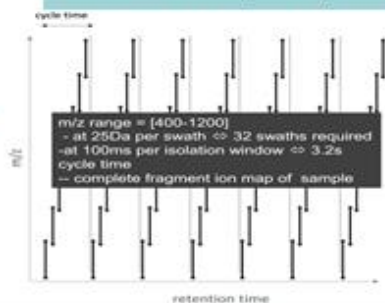 cycle time
m/z range = [400-1200]
- at 25Da per swath ⇔ 32 swaths required
-at 100ms per isolation window ⇔ 3.2s
cycle time
-- complete fragment ion map of sample
m/z
retention time